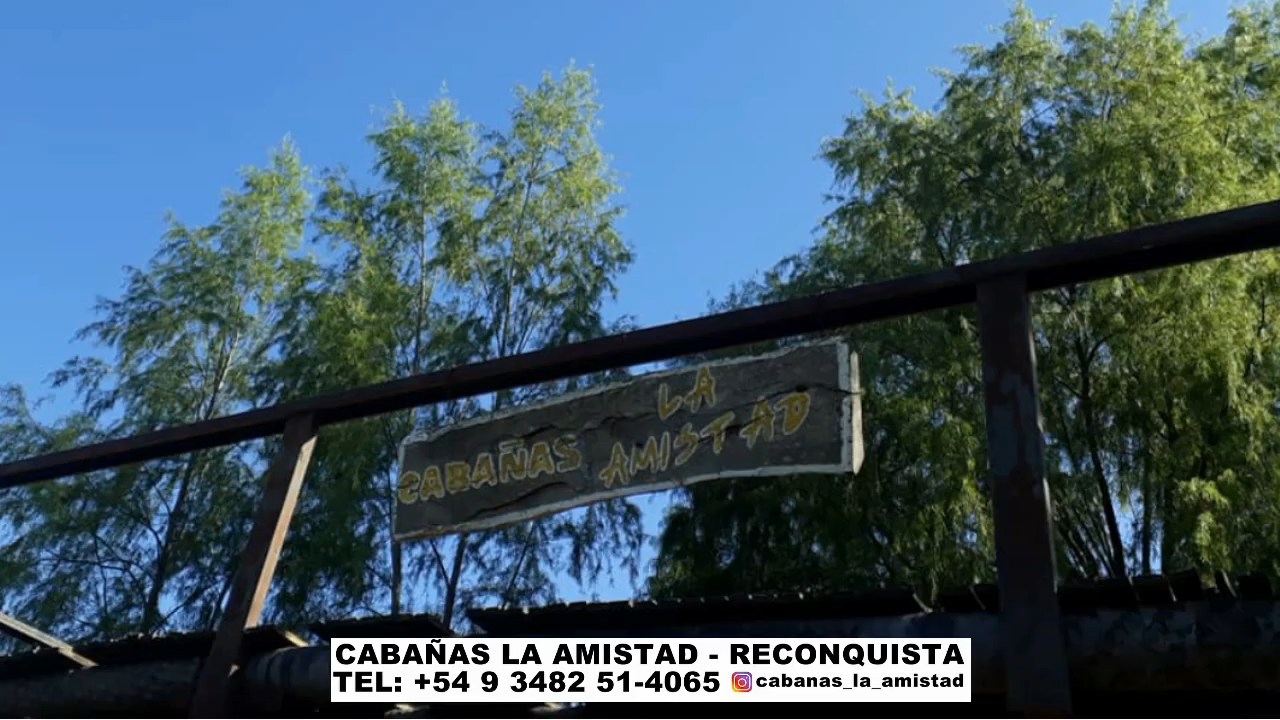 LA
CABAÑAS AMISTAD
CABAÑAS LA AMISTAD - RECONQUISTA
TEL: +54 9 3482 51-4065 cabanas_la_amistad